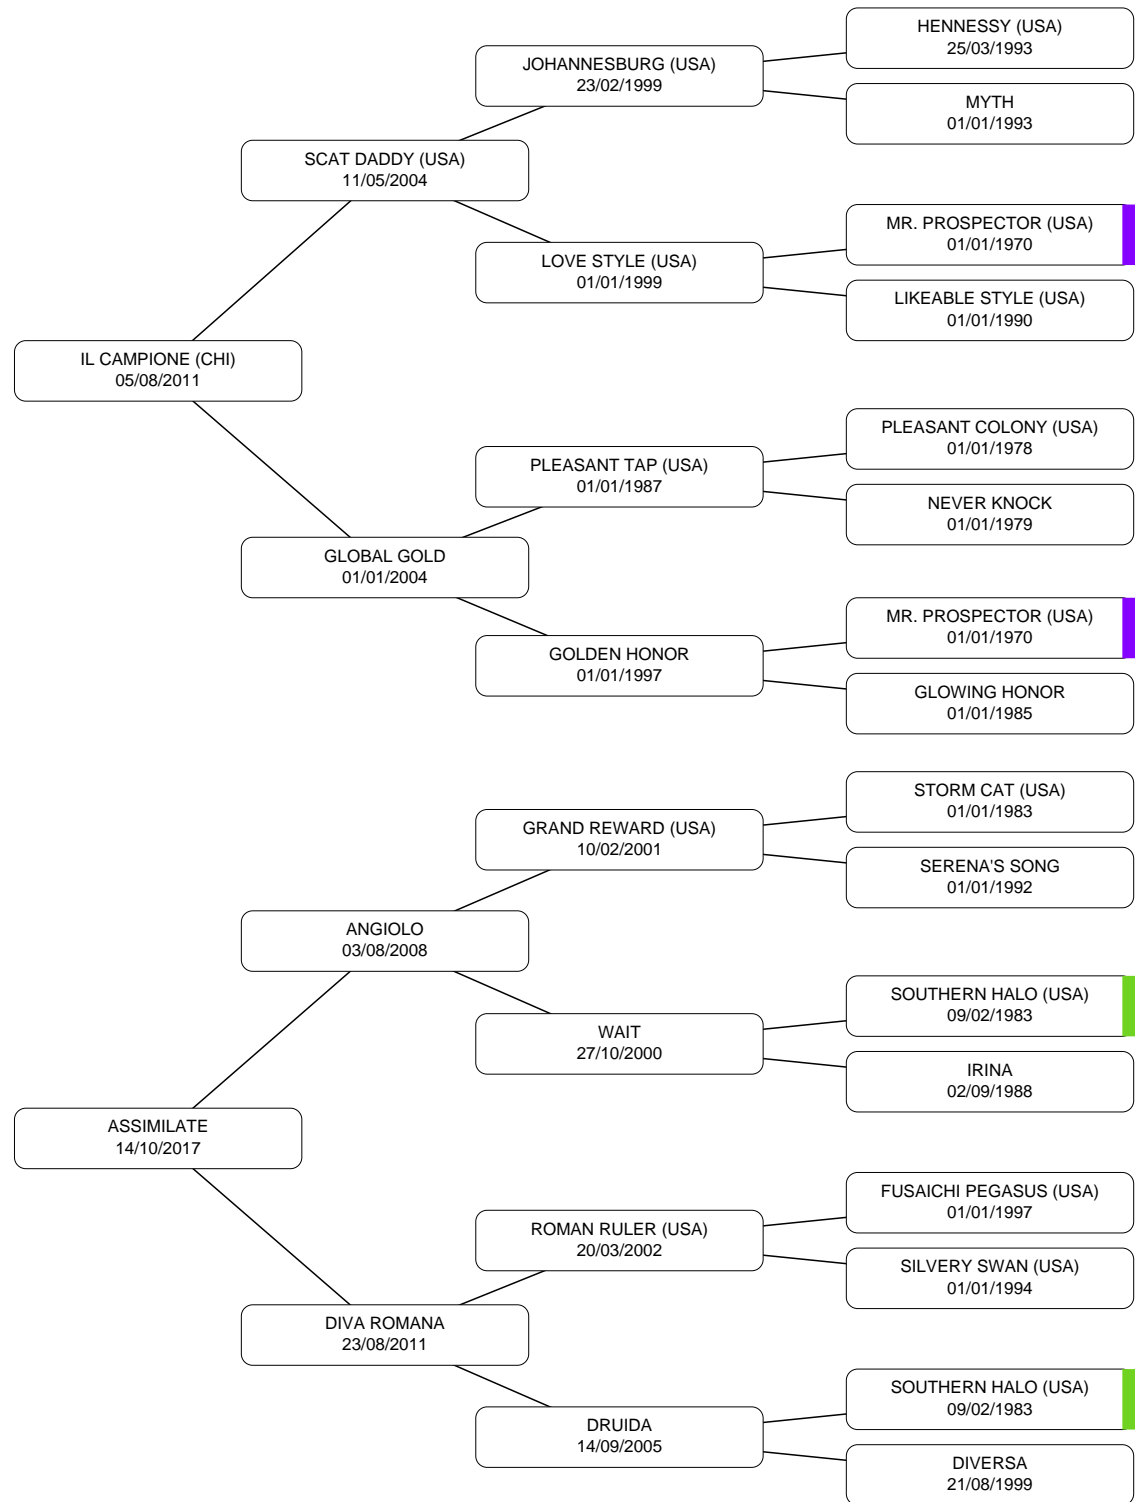 HENNESSY (USA)
25/03/1993
JOHANNESBURG (USA)
23/02/1999
MYTH
01/01/1993
SCAT DADDY (USA)
11/05/2004
MR. PROSPECTOR (USA)
01/01/1970
LOVE STYLE (USA)
01/01/1999
LIKEABLE STYLE (USA)
01/01/1990
IL CAMPIONE (CHI)
05/08/2011
PLEASANT COLONY (USA)
01/01/1978
PLEASANT TAP (USA)
01/01/1987
NEVER KNOCK
01/01/1979
GLOBAL GOLD
01/01/2004
MR. PROSPECTOR (USA)
01/01/1970
GOLDEN HONOR
01/01/1997
GLOWING HONOR
01/01/1985
STORM CAT (USA)
01/01/1983
GRAND REWARD (USA)
10/02/2001
SERENA'S SONG
01/01/1992
ANGIOLO
03/08/2008
SOUTHERN HALO (USA)
09/02/1983
WAIT
27/10/2000
IRINA
02/09/1988
ASSIMILATE
14/10/2017
FUSAICHI PEGASUS (USA)
01/01/1997
ROMAN RULER (USA)
20/03/2002
SILVERY SWAN (USA)
01/01/1994
DIVA ROMANA
23/08/2011
SOUTHERN HALO (USA)
09/02/1983
DRUIDA
14/09/2005
DIVERSA
21/08/1999